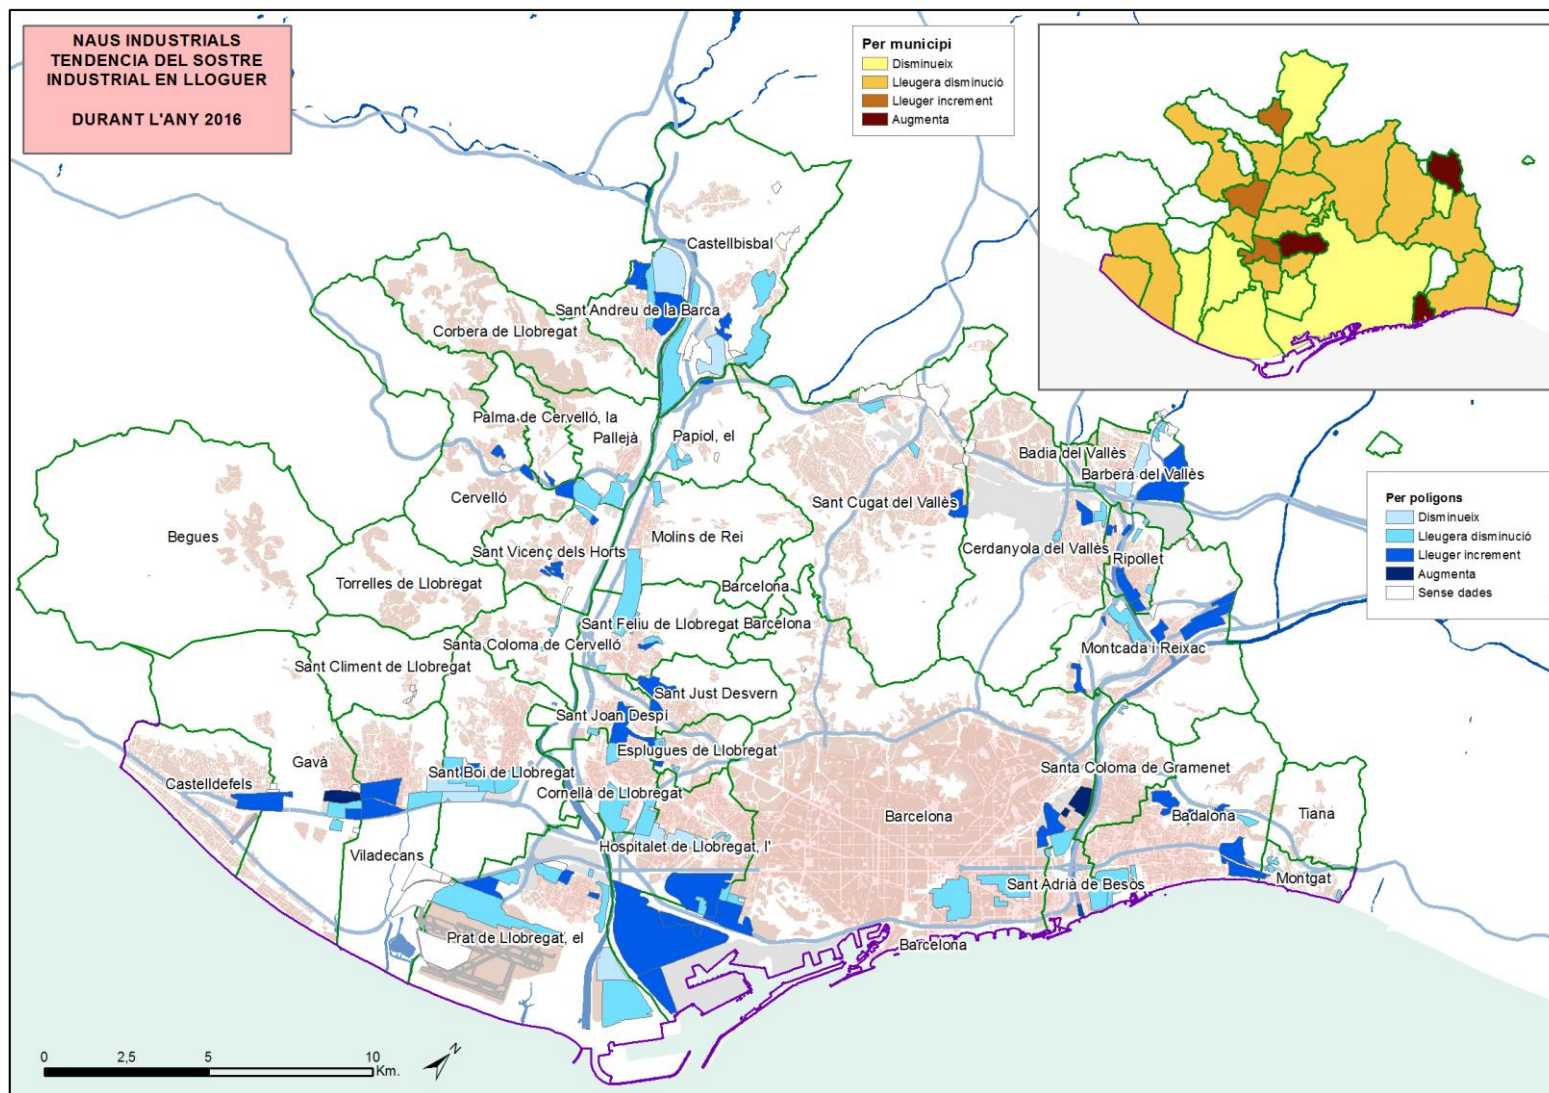 NAUS INDUSTRIALS
TENDENCIA DEL SOSTRE
INDUSTRIAL EN LLOGUER
DURANT L'ANY 2016
Per municipi
Disminueix
Lleugera disminució
Lleuger increment
Augmenta
Castellbisbal
Sant Andreu de la Barca
Corbera de Llobregat
Palma de Cervelló, la
Pallejà
Papiol, el
Badia del Vallès
Barberà del Vallès
Cervelló
Sant Cugat del Vallès
Per poligons
Disminueix
Lleugera disminució
Lleuger increment
Augmenta
Sense dades
Begues
Molins de Rei
Sant Vicenç dels Horts
Cerdanyola del Vallès
Ripollet
Torrelles de Llobregat
Barcelona
Sant Feliu de Llobregat
Barcelona
Santa Coloma de Cervelló
Montcada i Reixac
Sant Climent de Llobregat
Sant Just Desvern
Sant Joan Despí
Esplugues de Llobregat
Gavà
Sant Boi de Llobregat
Santa Coloma de Gramenet
Castelldefels
Cornellà de Llobregat
Barcelona
Badalona
Tiana
Hospitalet de Llobregat, l'
Viladecans
Sant Adrià de Besòs
Montgat
Prat de Llobregat, el
Barcelona
0 2,5 5 10
Km.
N